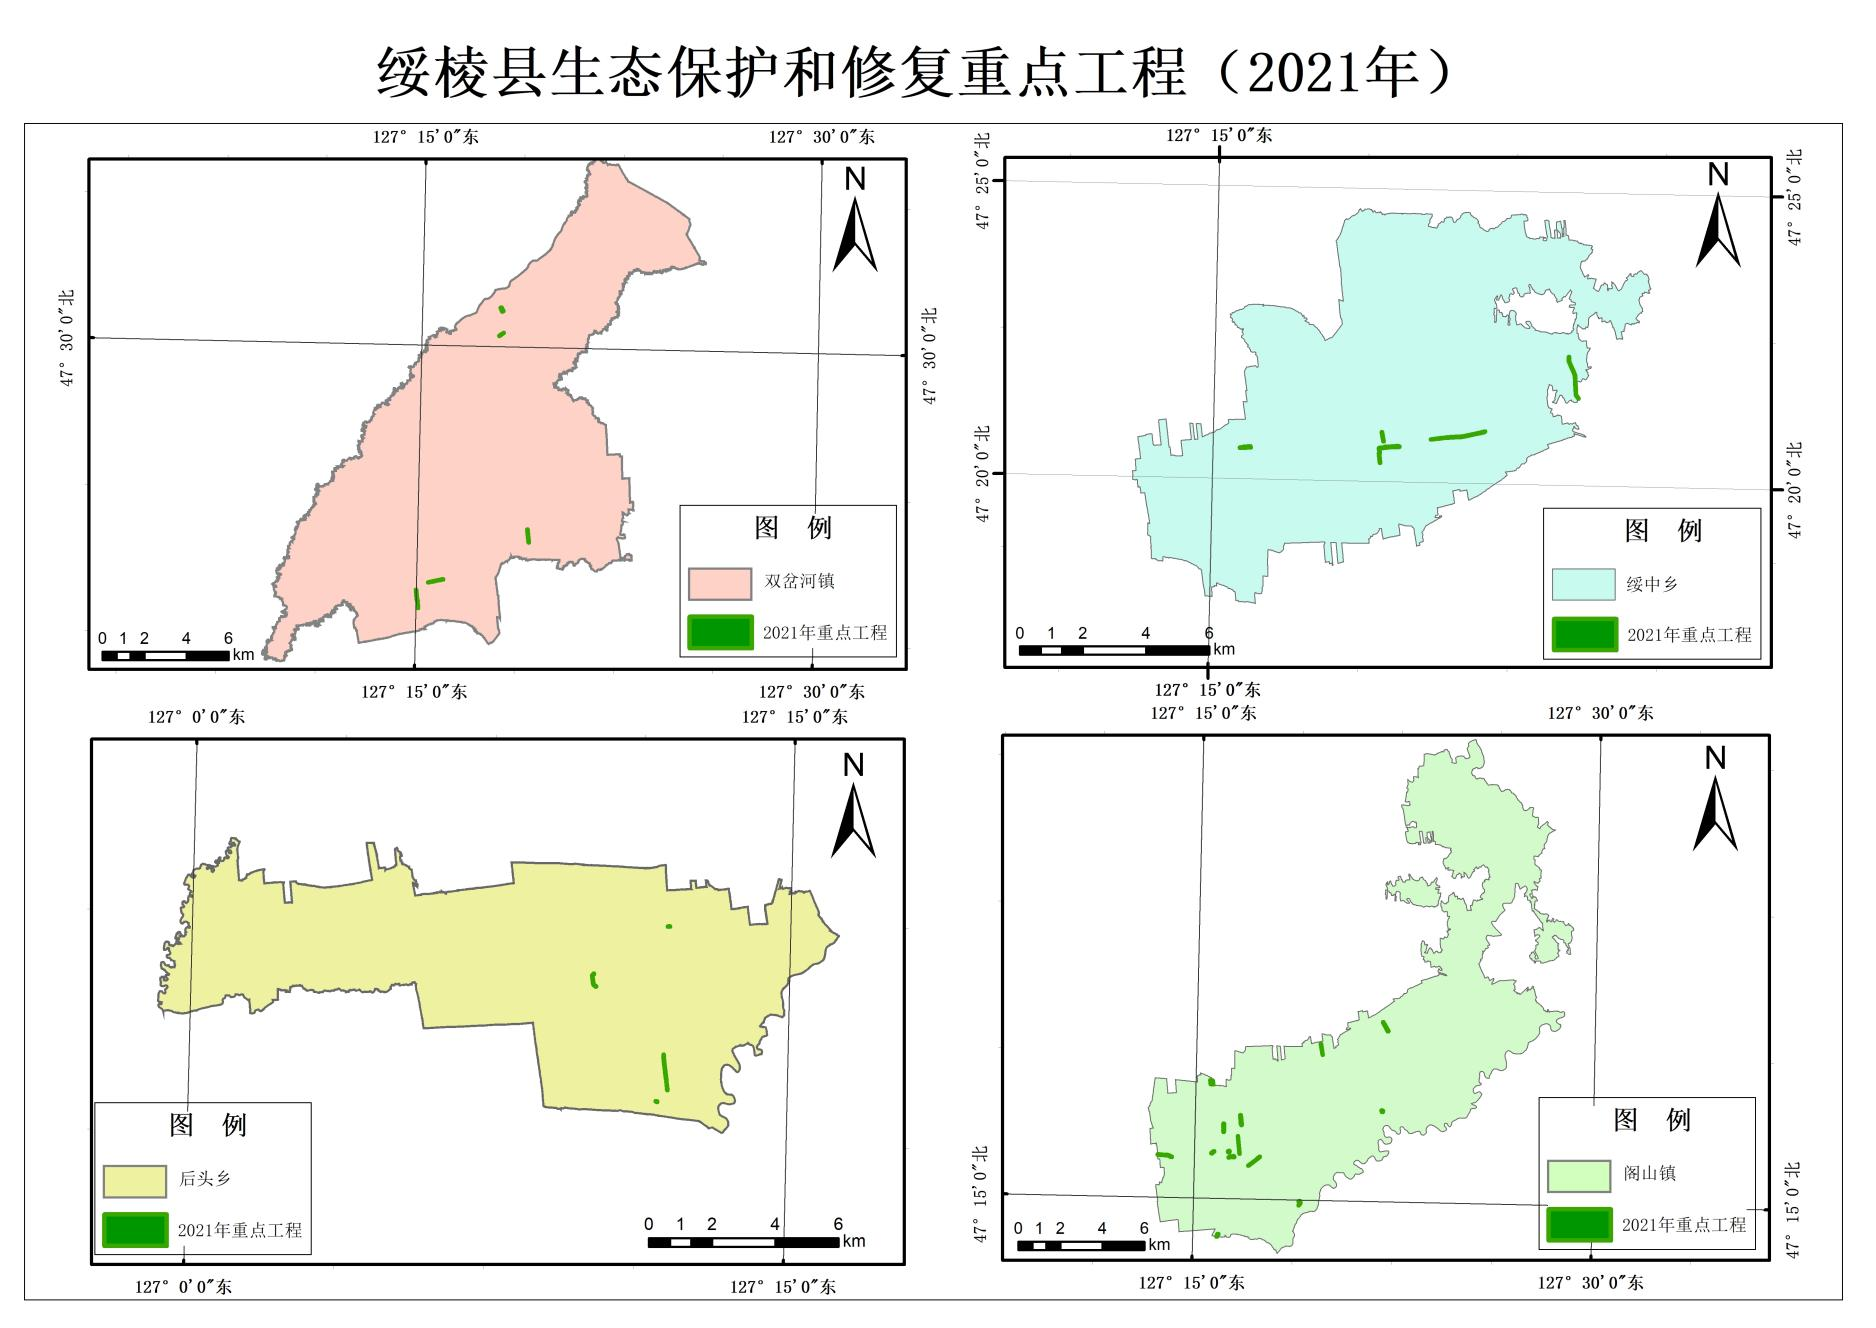 绥棱县生态保护和修复重点工程（2021年）
127° 15′0″东
127° 30′0″东
47° 30′0″北
47° 30′0″北
N
图 例
双岔河镇
2021年重点工程
0 1 2 4 6
km
127° 15′0″东
127° 30′0″东
127° 15′0″东
47° 25′0″北
47° 25′0″北
47° 20′0″北
47° 20′0″北
N
图 例
绥中乡
2021年重点工程
0 1 2 4 6
km
127° 15′0″东
127° 0′0″东
127° 15′0″东
N
图 例
后头乡
2021年重点工程
0 1 2 4 6
km
127° 0′0″东
127° 15′0″东
127° 15′0″东
127° 30′0″东
N
47° 15′0″北
47° 15′0″北
图 例
阁山镇
2021年重点工程
0 1 2 4 6
km
127° 15′0″东
127° 30′0″东